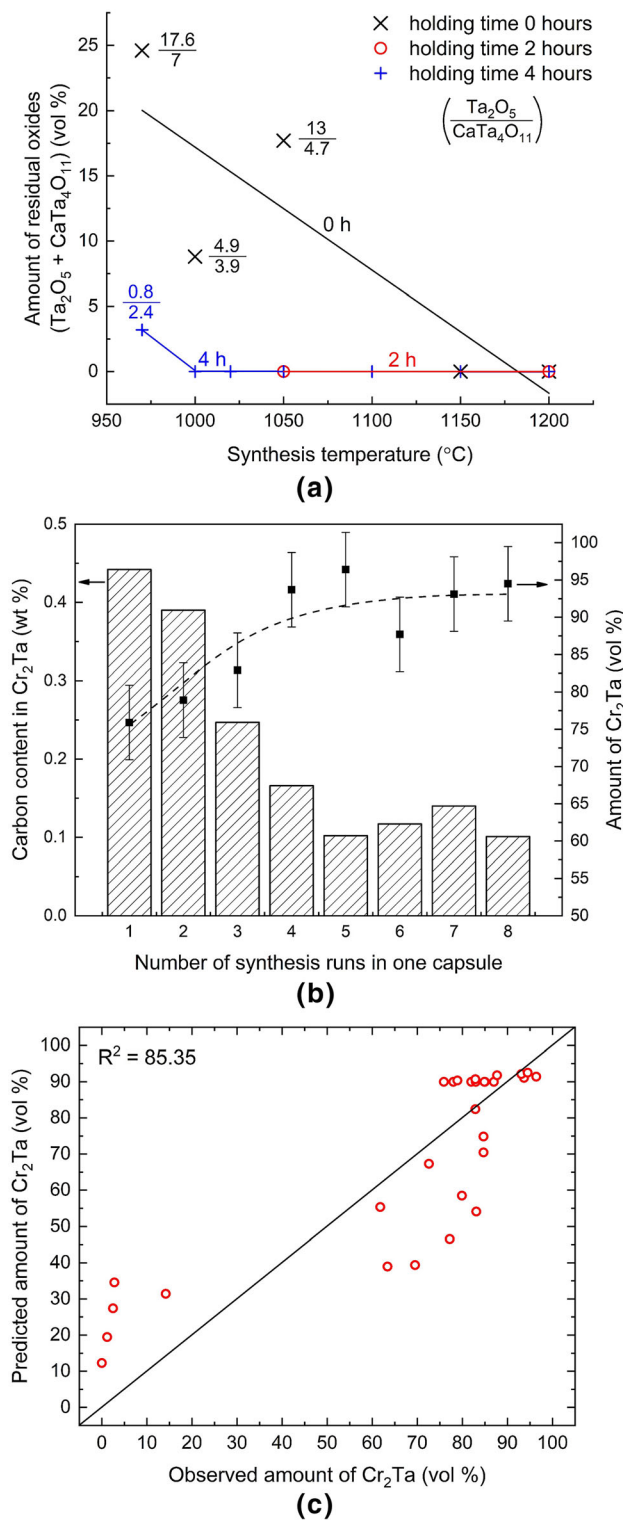 holding time 0 hours
holding time 2 hours
holding time 4 hours
(Ta₂O₅ / CaTa₄O₁₁)
17.6/7
13/4.7
4.9/3.9
0.8/2.4
0 h
4 h
2 h
25
20
15
10
5
0
950 1000 1050 1100 1150 1200
Amount of residual oxides
(Ta₂O₅ + CaTa₄O₁₁) (vol %)
Synthesis temperature (°C)
(a)
0.5
0.4
0.3
0.2
0.1
0.0
Carbon content in Cr₂Ta (wt %)
100
95
90
85
80
75
70
65
60
55
50
Amount of Cr₂Ta (vol %)
1 2 3 4 5 6 7 8
Number of synthesis runs in one capsule
(b)
R² = 85.35
100
90
80
70
60
50
40
30
20
10
0
Predicted amount of Cr₂Ta (vol %)
0 10 20 30 40 50 60 70 80 90 100
Observed amount of Cr₂Ta (vol %)
(c)